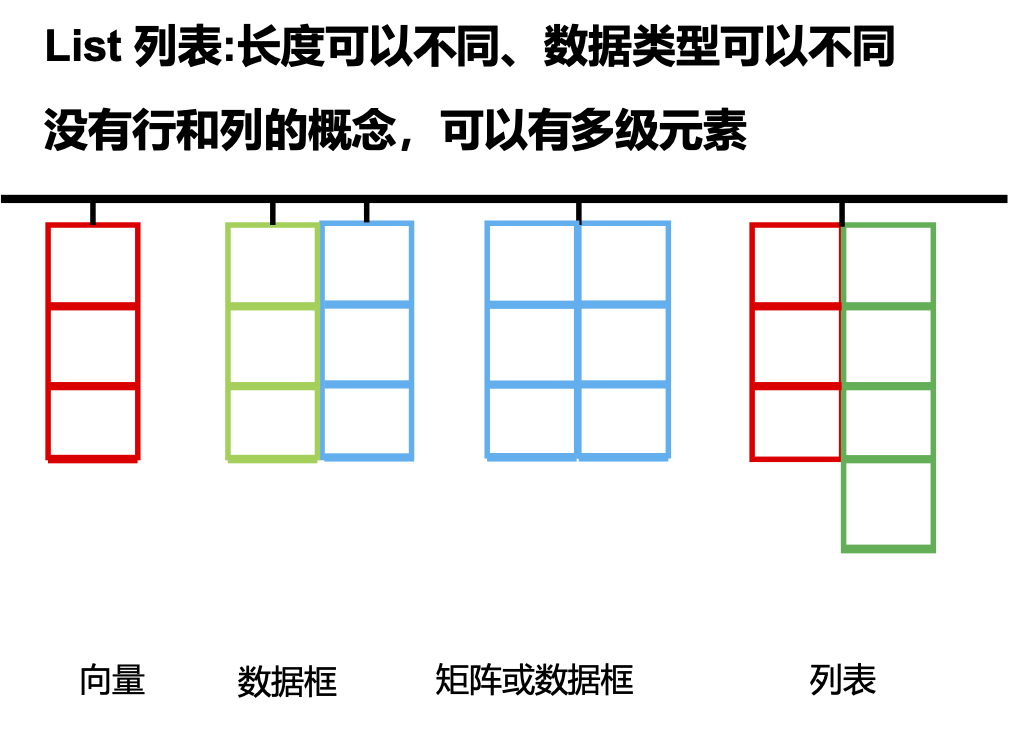 List 列表:长度可以不同、数据类型可以不同
没有行和列的概念，可以有多级元素
向量
数据框
矩阵或数据框
列表